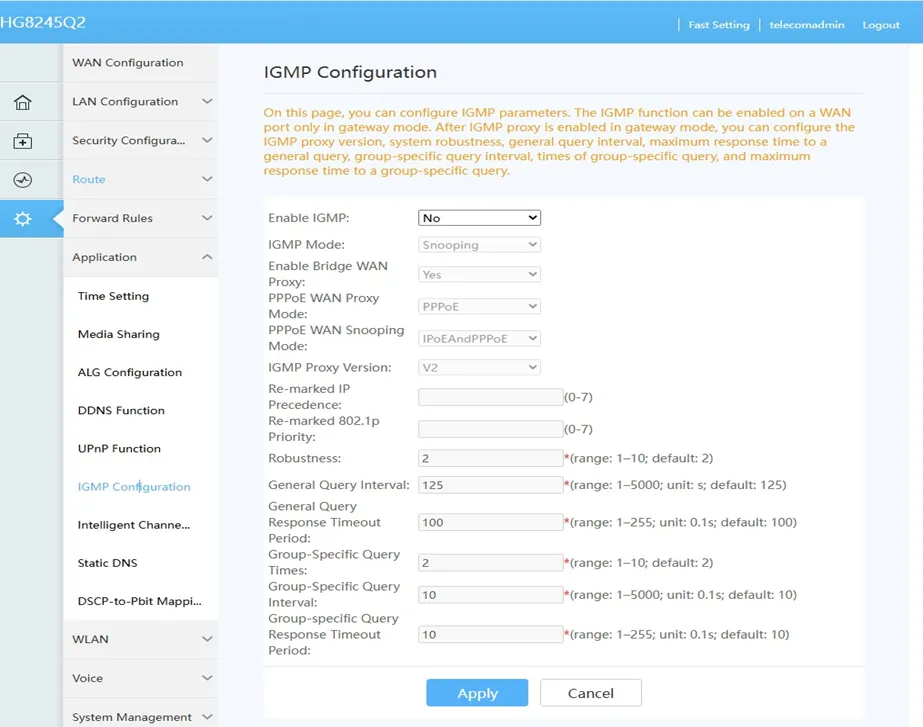 HG8245Q2
| Fast Setting | telecomadmin Logout
WAN Configuration
LAN Configuration
Security Configura...
Route
Forward Rules
Application
Time Setting
Media Sharing
ALG Configuration
DDNS Function
UPnP Function
IGMP Configuration
Intelligent Channe...
Static DNS
DSCP-to-Pbit Mappi...
WLAN
Voice
System Management
IGMP Configuration
On this page, you can configure IGMP parameters. The IGMP function can be enabled on a WAN
port only in gateway mode. After IGMP proxy is enabled in gateway mode, you can configure the
IGMP proxy version, system robustness, general query interval, maximum response time to a
general query, group-specific query interval, times of group-specific query, and maximum
response time to a group-specific query.
Enable IGMP: No
IGMP Mode: Snooping
Enable Bridge WAN
Proxy: Yes
PPPoE WAN Proxy
Mode: PPPoE
PPPoE WAN Snooping
Mode: IPoEAndPPPoE
IGMP Proxy Version: V2
Re-marked IP
Precedence: (0-7)
Re-marked 802.1p
Priority: (0-7)
Robustness: 2 *(range: 1–10; default: 2)
General Query Interval: 125 *(range: 1–5000; unit: s; default: 125)
General Query
Response Timeout 100 *(range: 1–255; unit: 0.1s; default: 100)
Period:
Group-Specific Query
Times: 2 *(range: 1–10; default: 2)
Group-Specific Query
Interval: 10 *(range: 1–5000; unit: 0.1s; default: 10)
Group-specific Query
Response Timeout 10 *(range: 1–255; unit: 0.1s; default: 10)
Period:
Apply Cancel